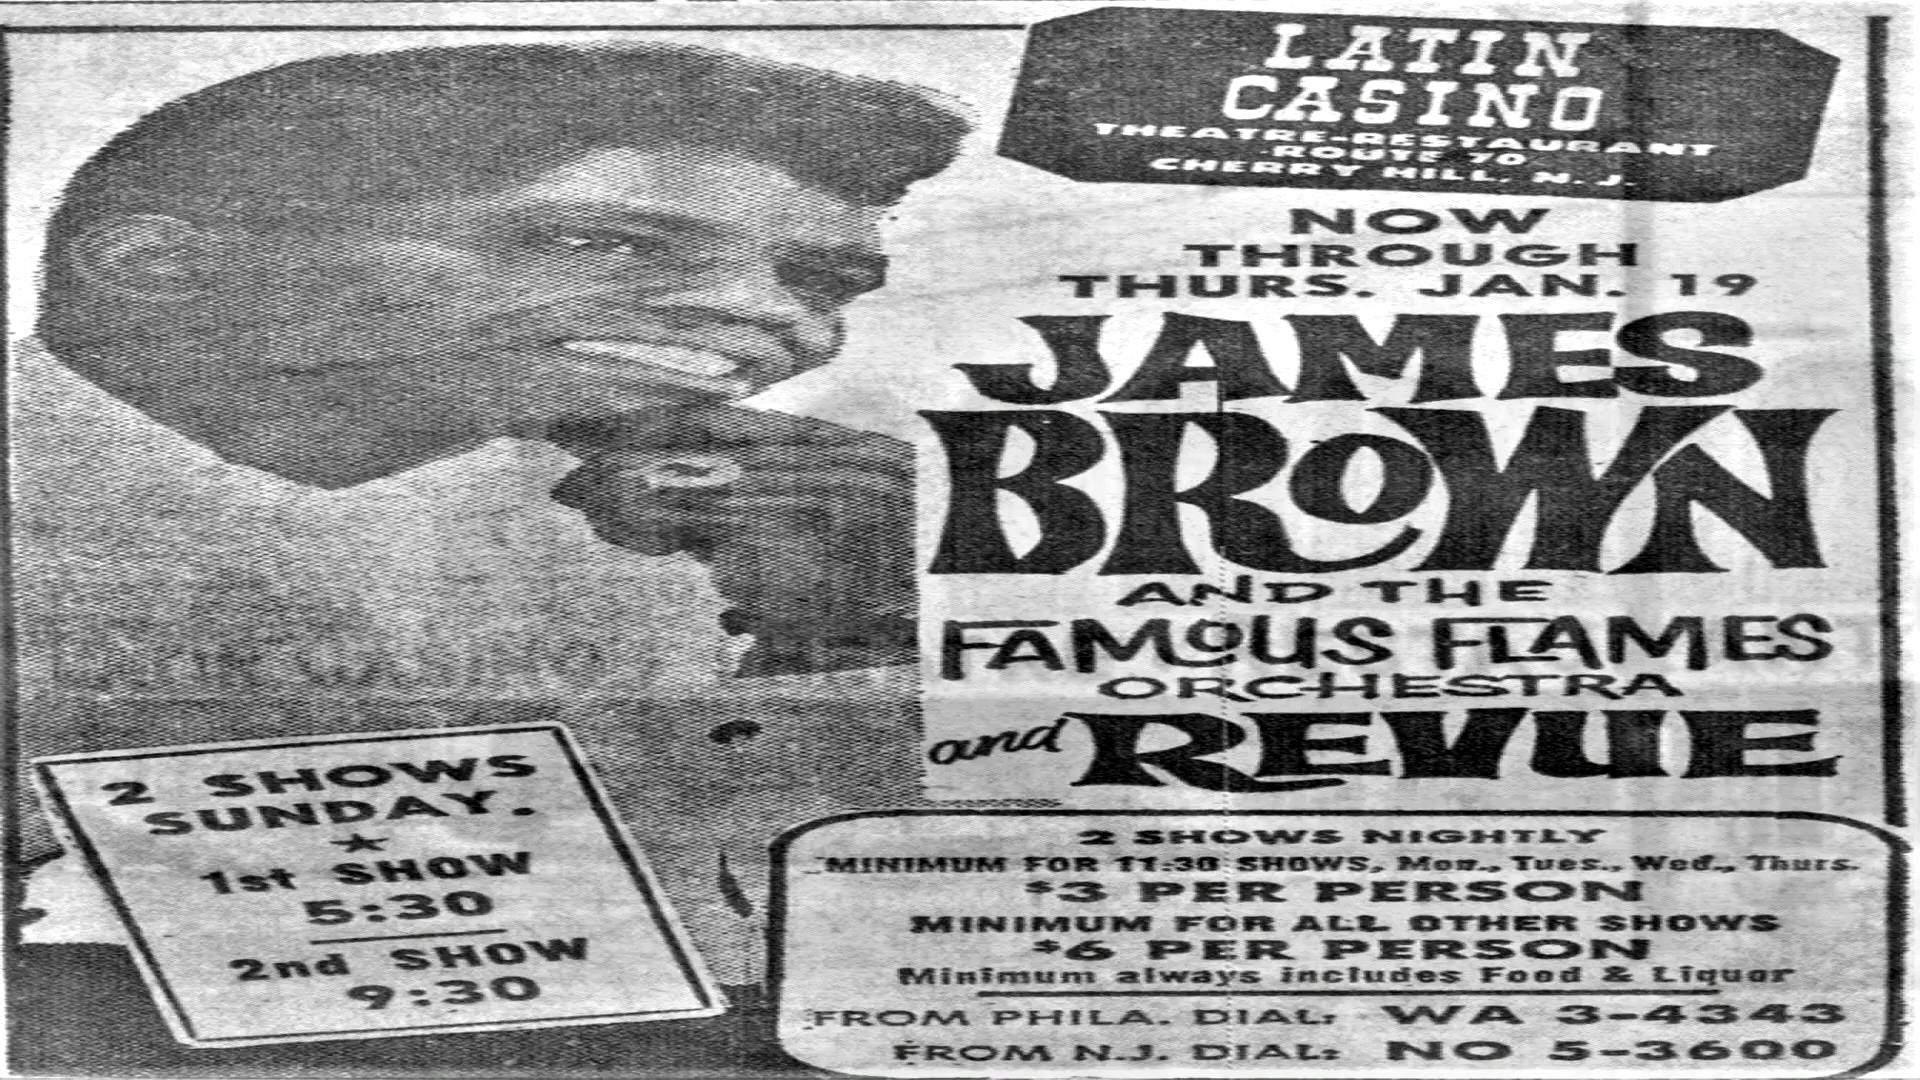 LATIN
CASINO
THEATRE-RESTAURANT
ROUTE 70
CHERRY HILL, N. J.
NOW
THROUGH
THURS. JAN. 19
JAMES
BROWN
AND THE
FAMOUS FLAMES
ORCHESTRA
and REVUE
2 SHOWS
SUNDAY.
1st SHOW
5:30
2nd SHOW
9:30
2 SHOWS NIGHTLY
MINIMUM FOR 11:30 SHOWS, Mon., Tues., Wed., Thurs.
$3 PER PERSON
MINIMUM FOR ALL OTHER SHOWS
$6 PER PERSON
Minimum always includes Food & Liquor
FROM PHILA. DIAL: WA 3-4343
FROM N.J. DIAL: NO 5-3600